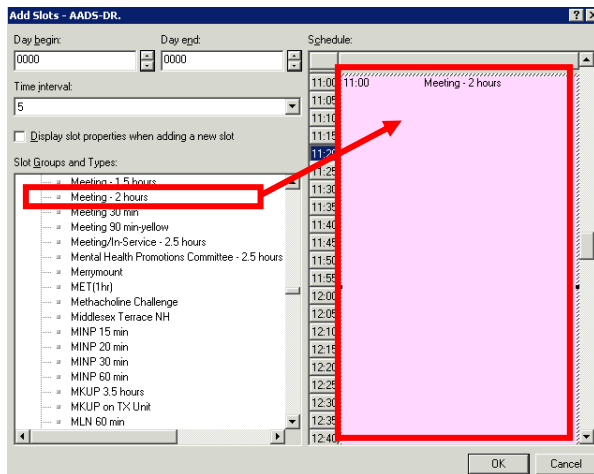 Add Slots - AADS-DR.
Day begin:
Day end:
Schedule:
0000
0000
Time interval:
5
Display slot properties when adding a new slot
Slot Groups and Types:
Meeting - 1.5 hours
Meeting - 2 hours
Meeting 30 min
Meeting 90 min-yellow
Meeting/In-Service - 2.5 hours
Mental Health Promotions Committee - 2.5 hours
Merrymount
MET(1hr)
Methacholine Challenge
Middlesex Terrace NH
MINP 15 min
MINP 20 min
MINP 30 min
MINP 60 min
MKUP 3.5 hours
MKUP on TX Unit
MLN 60 min
11:00 11:00 Meeting - 2 hours
11:05
11:10
11:15
11:20
11:25
11:30
11:35
11:40
11:45
11:50
11:55
12:00
12:05
12:10
12:15
12:20
12:25
12:30
12:35
12:40
OK
Cancel